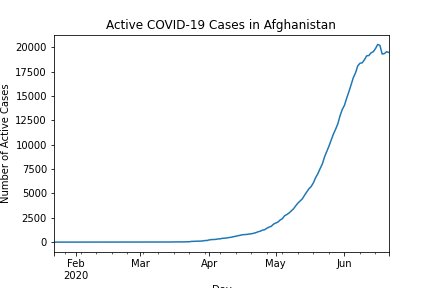 Active COVID-19 Cases in Afghanistan
Number of Active Cases
20000
17500
15000
12500
10000
7500
5000
2500
0
Feb
2020
Mar
Apr
May
Jun